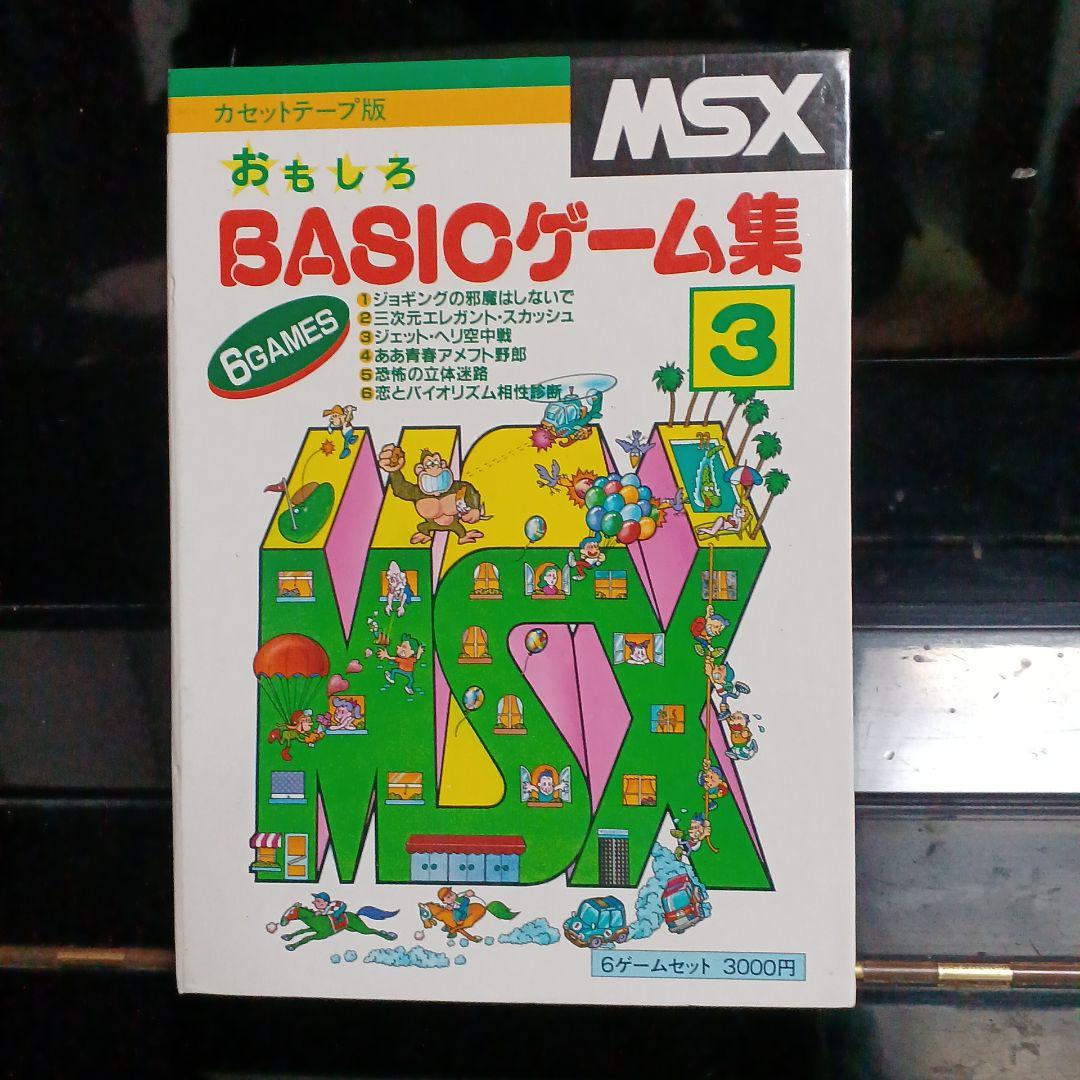 カセットテープ版
MSX
おもしろ
BASICゲーム集
3
6GAMES
1ジョギングの邪魔はしないで
2三次元エレガント・スカッシュ
3ジェット・ヘリ空中戦
4ああ青春アメフト野郎
5恐怖の立体迷路
6恋とバイオリズム相性診断
MSX
6ゲームセット 3000円